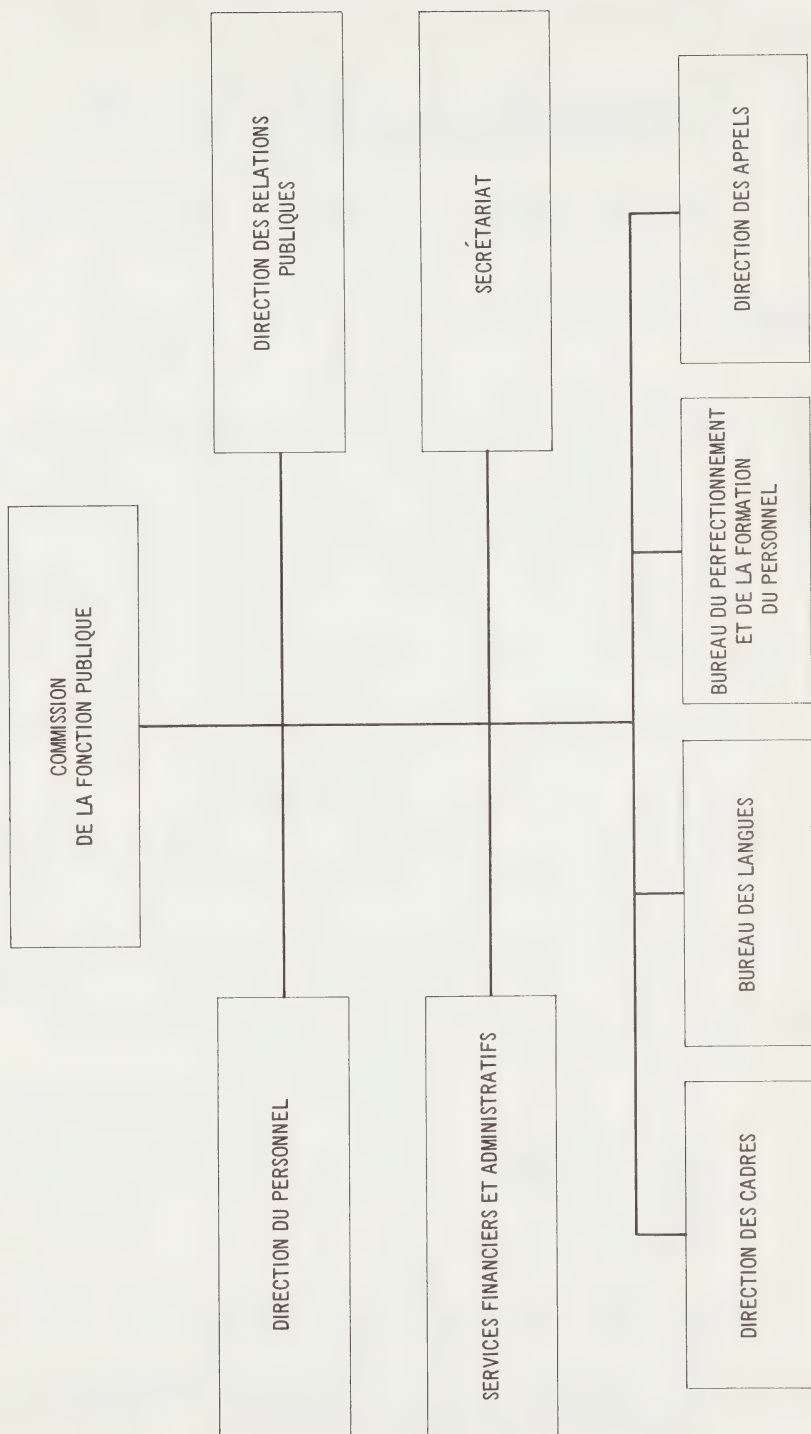 COMMISSION
DE LA FONCTION PUBLIQUE
DIRECTION DU PERSONNEL
DIRECTION DES RELATIONS
PUBLIQUES
SERVICES FINANCIERS ET ADMINISTRATIFS
SECRÉTARIAT
DIRECTION DES CADRES
BUREAU DES LANGUES
BUREAU DU PERFECTIONNEMENT
ET DE LA FORMATION
DU PERSONNEL
DIRECTION DES APPELS